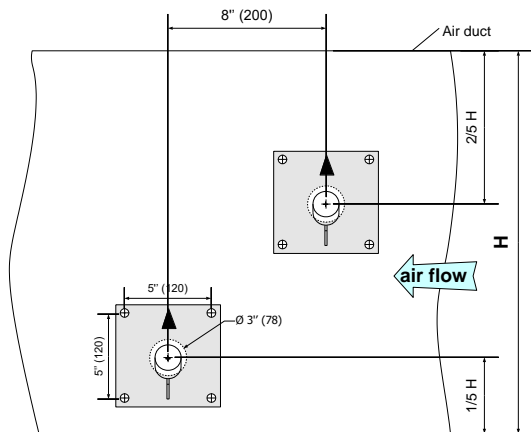 8" (200)
Air duct
2/5 H
H
air flow
5" (120)
Ø 3" (78)
5" (120)
1/5 H